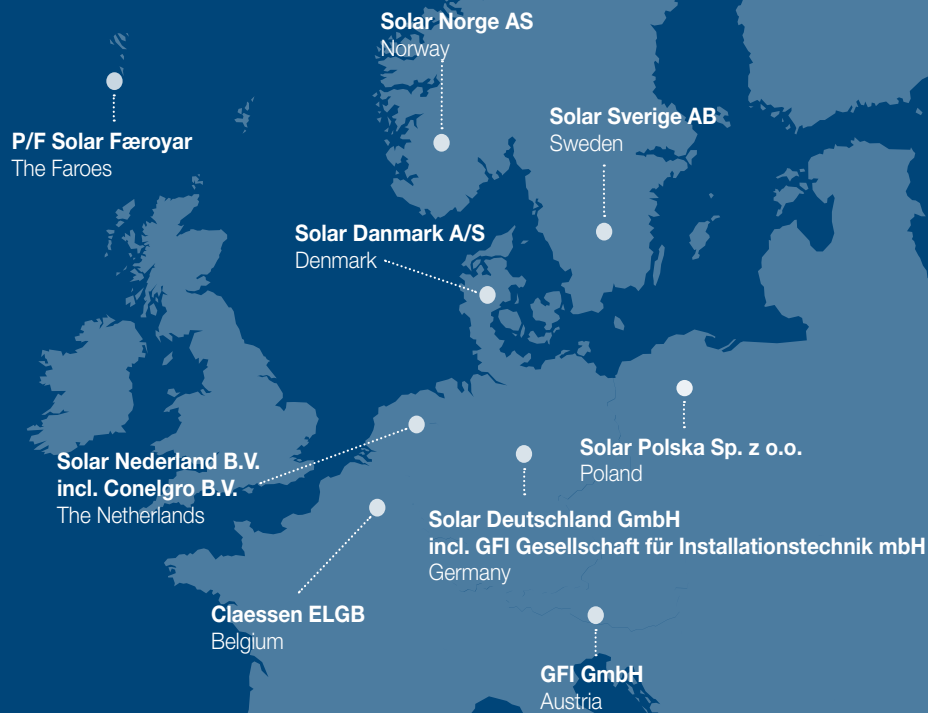 Solar Norge AS
Norway
Solar Sverige AB
Sweden
P/F Solar Færoyar
The Faroes
Solar Danmark A/S
Denmark
Solar Polska Sp. z o.o.
Poland
Solar Nederland B.V.
incl. Conelgro B.V.
The Netherlands
Solar Deutschland GmbH
incl. GFI Gesellschaft für Installationstechnik mbH
Germany
Claessen ELGB
Belgium
GFI GmbH
Austria